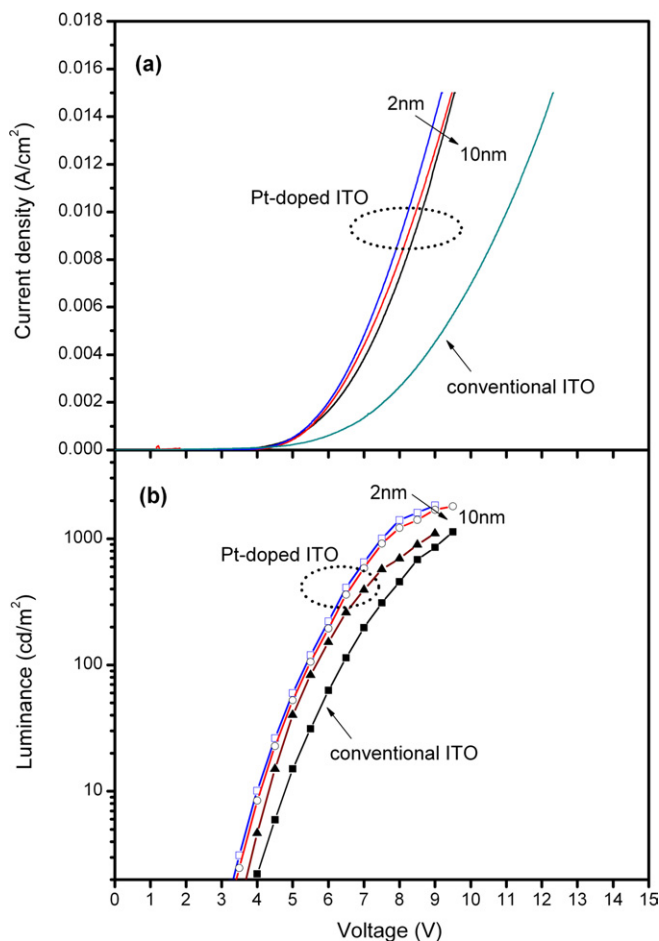 0.018
0.016
0.014
0.012
0.010
0.008
0.006
0.004
0.002
0.000
Current density (A/cm²)
(a)
2nm
10nm
Pt-doped ITO
conventional ITO
1000
100
10
Luminance (cd/m²)
(b)
2nm
10nm
Pt-doped ITO
conventional ITO
0 1 2 3 4 5 6 7 8 9 10 11 12 13 14 15
Voltage (V)